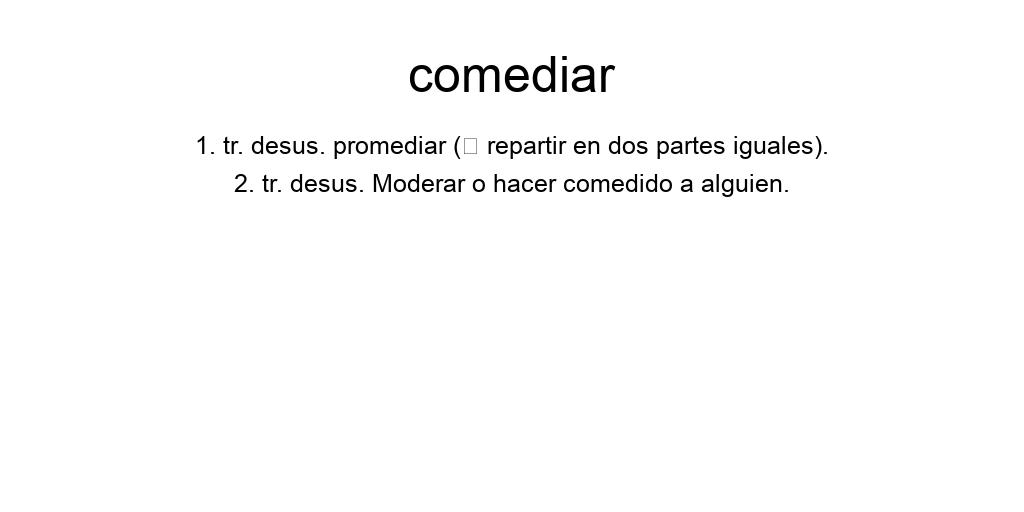 comediar
1. tr. desus. promediar (□ repartir en dos partes iguales).
2. tr. desus. Moderar o hacer comedido a alguien.